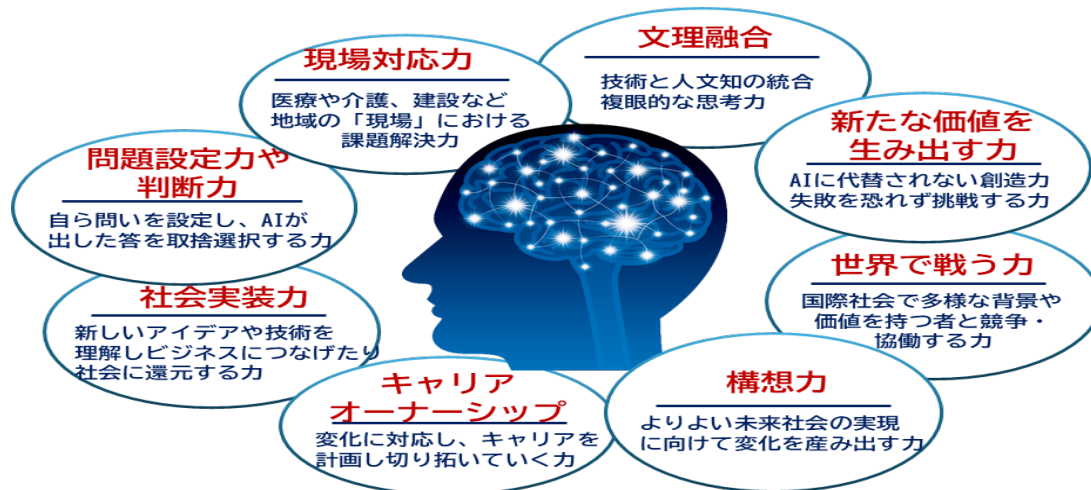 文理融合
技術と人文知の統合
複眼的な思考力
新たな価値を
生み出す力
AIに代替されない創造力
失敗を恐れず挑戦する力
世界で戦う力
国際社会で多様な背景や
価値を持つ者と競争・
協働する力
構想力
よりよい未来社会の実現
に向けて変化を産み出す力
キャリア
オーナーシップ
変化に対応し、キャリアを
計画し切り拓いていく力
社会実装力
新しいアイデアや技術を
理解しビジネスにつなげたり
社会に還元する力
問題設定力や
判断力
自ら問いを設定し、AIが
出した答を取捨選択する力
現場対応力
医療や介護、建設など
地域の「現場」における
課題解決力